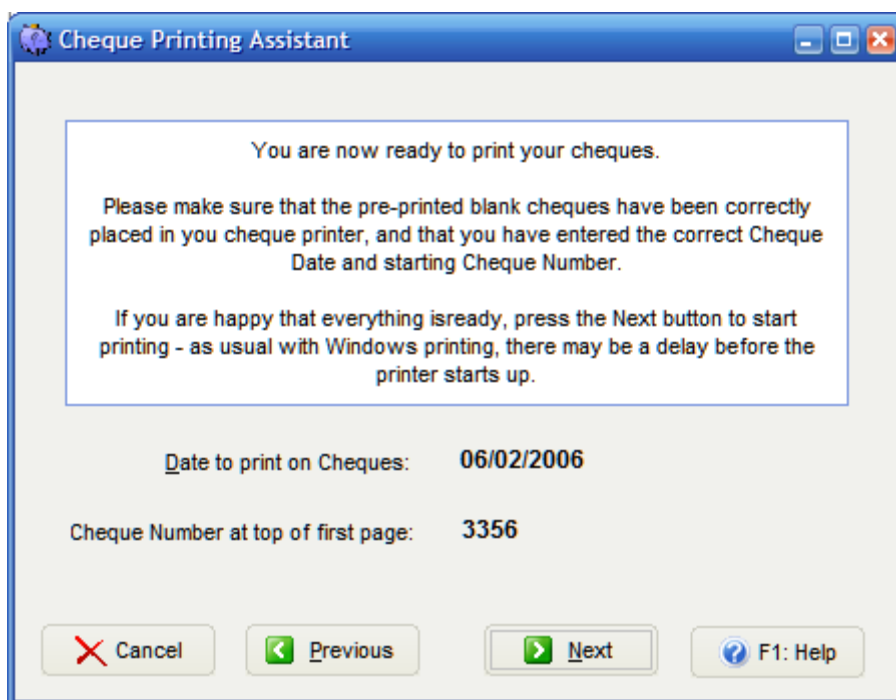 Cheque Printing Assistant
You are now ready to print your cheques.
Please make sure that the pre-printed blank cheques have been correctly
placed in you cheque printer, and that you have entered the correct Cheque
Date and starting Cheque Number.
If you are happy that everything isready, press the Next button to start
printing - as usual with Windows printing, there may be a delay before the
printer starts up.
Date to print on Cheques: 06/02/2006
Cheque Number at top of first page: 3356
Cancel Previous Next F1: Help